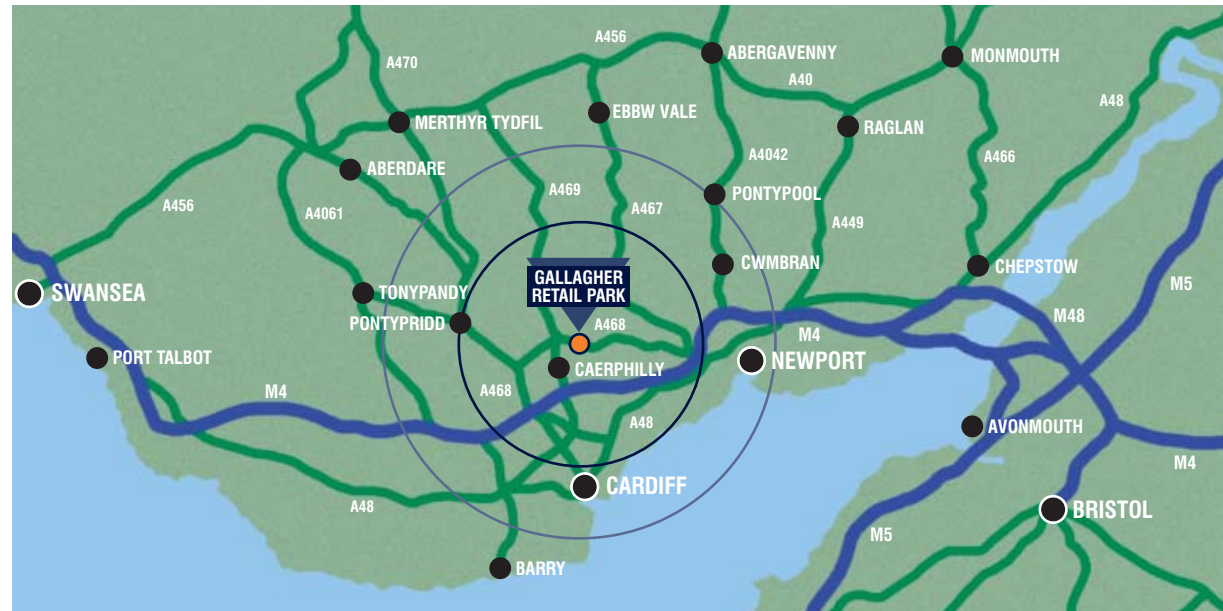 A456
ABERGAVENNY
MONMOUTH
A470
A40
A48
MERTHYR TYDFIL
EBBW VALE
RAGLAN
A4042
A466
ABERDARE
A469
PONTYPOOL
A456
A4061
A467
A449
CWMBRAN
CHEPSTOW
M5
GALLAGHER
RETAIL PARK
SWANSEA
TONYPANDY
PONTYPRIDD
A468
M48
M4
PORT TALBOT
CAERPHILLY
NEWPORT
M4
A468
A48
AVONMOUTH
M4
CARDIFF
A48
BRISTOL
M5
BARRY